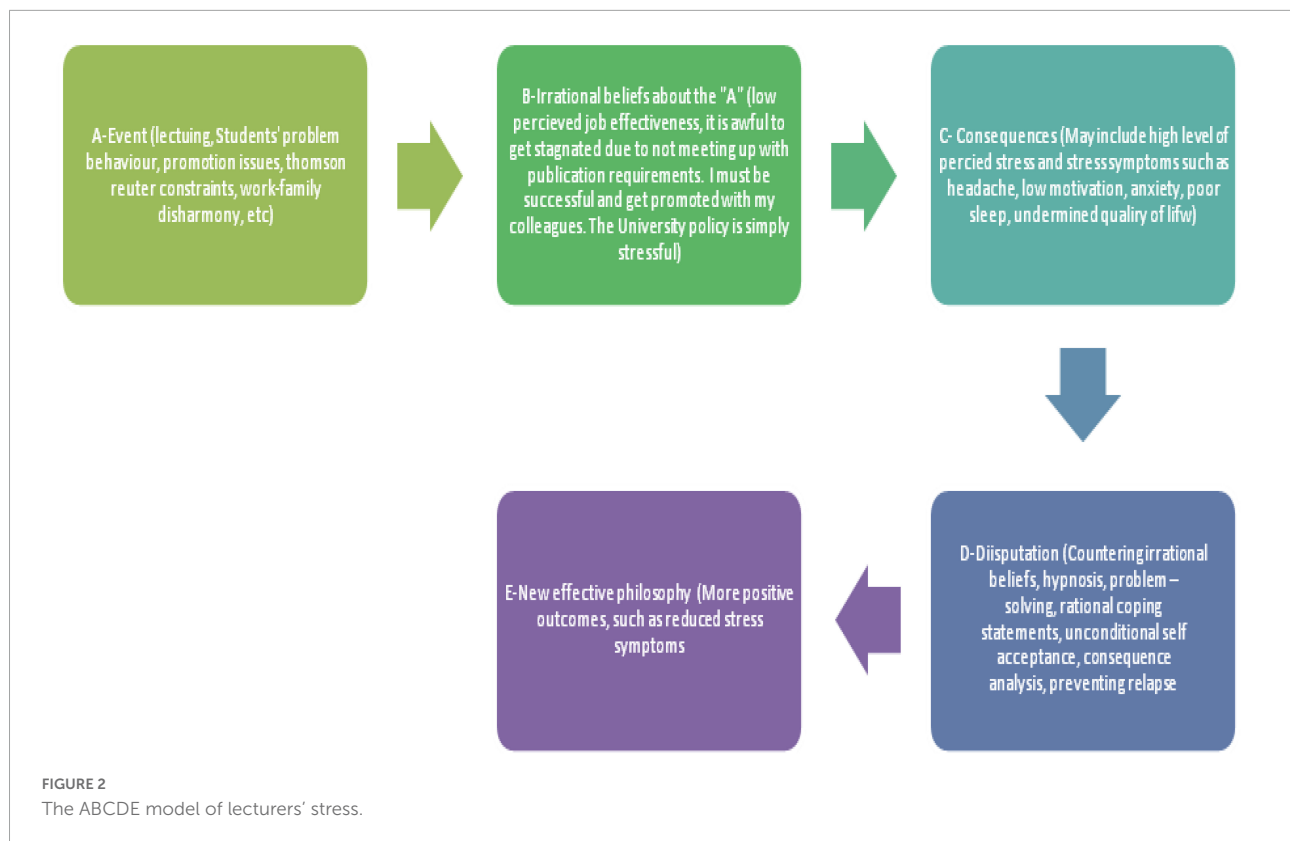 A-Event (lectuing, Students' problem
behaviour, promotion issues, thomson
reuter constraints, work-family
disharmony, etc)
B-Irrational beliefs about the "A" (low
percieved job effectiveness, it is awful to
get stagnated due to not meeting up with
publication requirements. I must be
successful and get promoted with my
colleagues. The University policy is simply
stressful)
C- Consequences (May include high level of
percied stress and stress symptoms such as
headache, low motivation, anxiety, poor
sleep, undermined qualiry of lifw)
D-Diisputation (Countering irrational
beliefs, hypnosis, problem –
solving, rational coping
statements, unconditional self
acceptance, consequence
analysis, preventing relapse
E-New effective philosophy (More positive
outcomes, such as reduced stress
symptoms
FIGURE 2
The ABCDE model of lecturers’ stress.